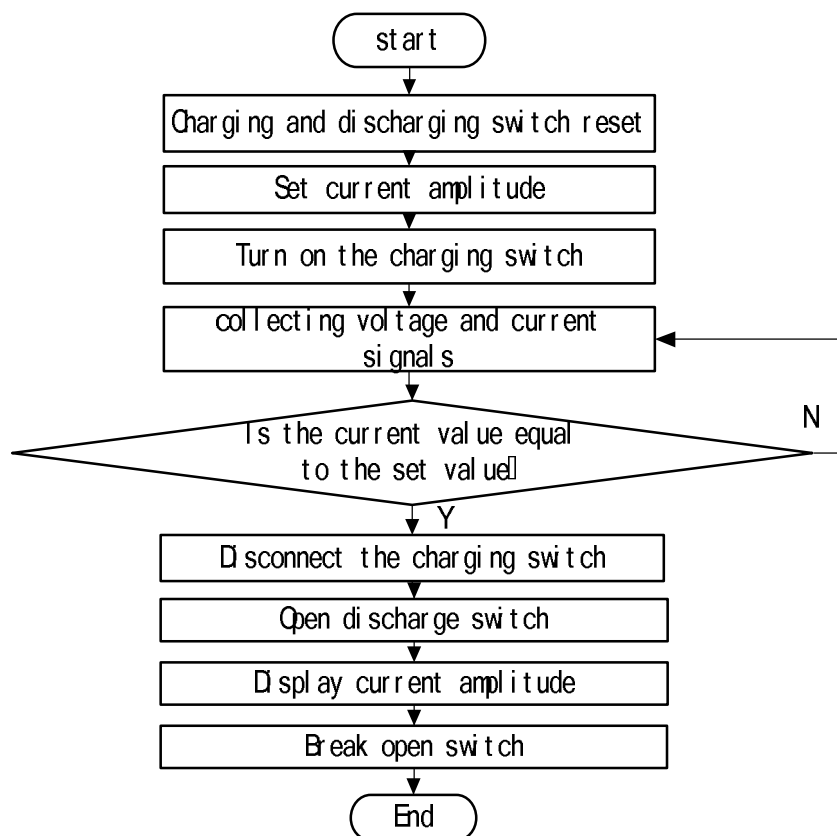 start
Charging and discharging switch reset
Set current amplitude
Turn on the charging switch
collecting voltage and current
signals
Is the current value equal
N
to the set value▯
Y
Disconnect the charging switch
Open discharge switch
Display current amplitude
Break open switch
End